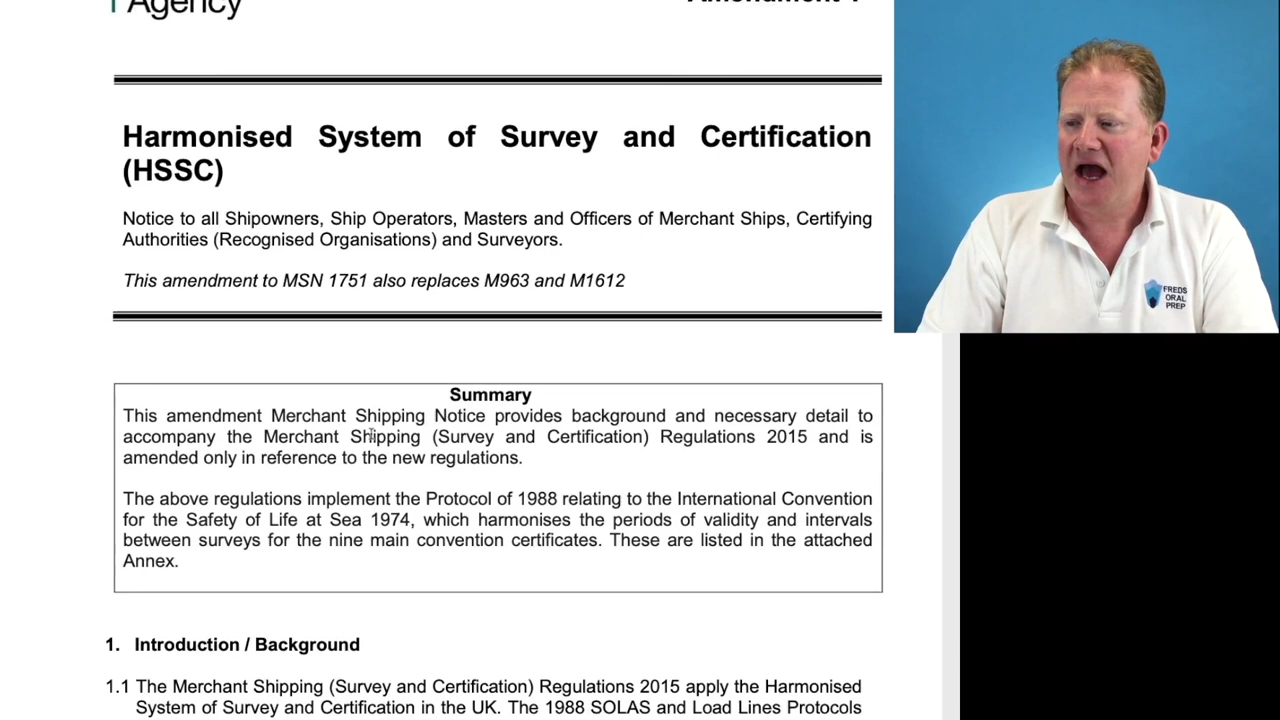 Agency
Harmonised System of Survey and Certification
(HSSC)
Notice to all Shipowners, Ship Operators, Masters and Officers of Merchant Ships, Certifying
Authorities (Recognised Organisations) and Surveyors.
This amendment to MSN 1751 also replaces M963 and M1612
FREDS
ORAL
PREP
Summary
This amendment Merchant Shipping Notice provides background and necessary detail to
accompany the Merchant Shipping (Survey and Certification) Regulations 2015 and is
amended only in reference to the new regulations.
The above regulations implement the Protocol of 1988 relating to the International Convention
for the Safety of Life at Sea 1974, which harmonises the periods of validity and intervals
between surveys for the nine main convention certificates. These are listed in the attached
Annex.
1. Introduction / Background
1.1 The Merchant Shipping (Survey and Certification) Regulations 2015 apply the Harmonised
System of Survey and Certification in the UK. The 1988 SOLAS and Load Lines Protocols